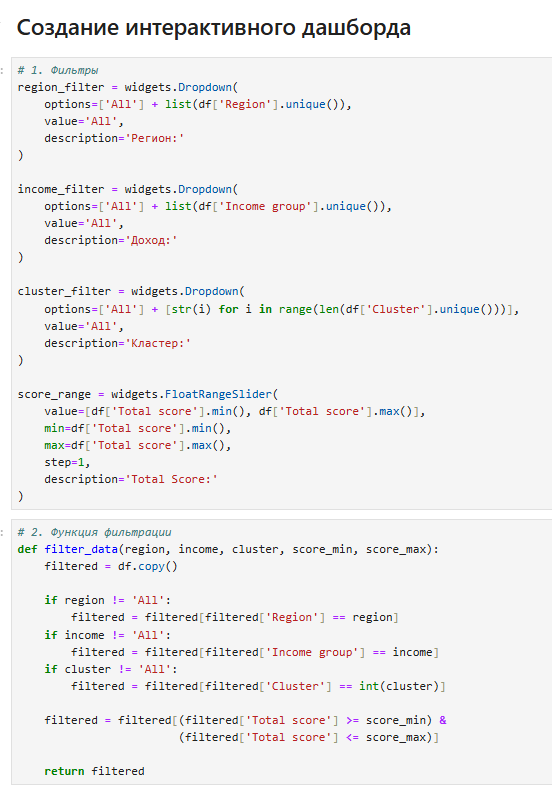 Создание интерактивного дашборда
# 1. Фильтры
region_filter = widgets.Dropdown(
    options=['All'] + list(df['Region'].unique()),
    value='All',
    description='Регион:'
)

income_filter = widgets.Dropdown(
    options=['All'] + list(df['Income group'].unique()),
    value='All',
    description='Доход:'
)

cluster_filter = widgets.Dropdown(
    options=['All'] + [str(i) for i in range(len(df['Cluster'].unique()))],
    value='All',
    description='Кластер:'
)

score_range = widgets.FloatRangeSlider(
    value=[df['Total score'].min(), df['Total score'].max()],
    min=df['Total score'].min(),
    max=df['Total score'].max(),
    step=1,
    description='Total Score:'
)
# 2. Функция фильтрации
def filter_data(region, income, cluster, score_min, score_max):
    filtered = df.copy()

    if region != 'All':
        filtered = filtered[filtered['Region'] == region]
    if income != 'All':
        filtered = filtered[filtered['Income group'] == income]
    if cluster != 'All':
        filtered = filtered[filtered['Cluster'] == int(cluster)]

    filtered = filtered[(filtered['Total score'] >= score_min) &
                        (filtered['Total score'] <= score_max)]

    return filtered